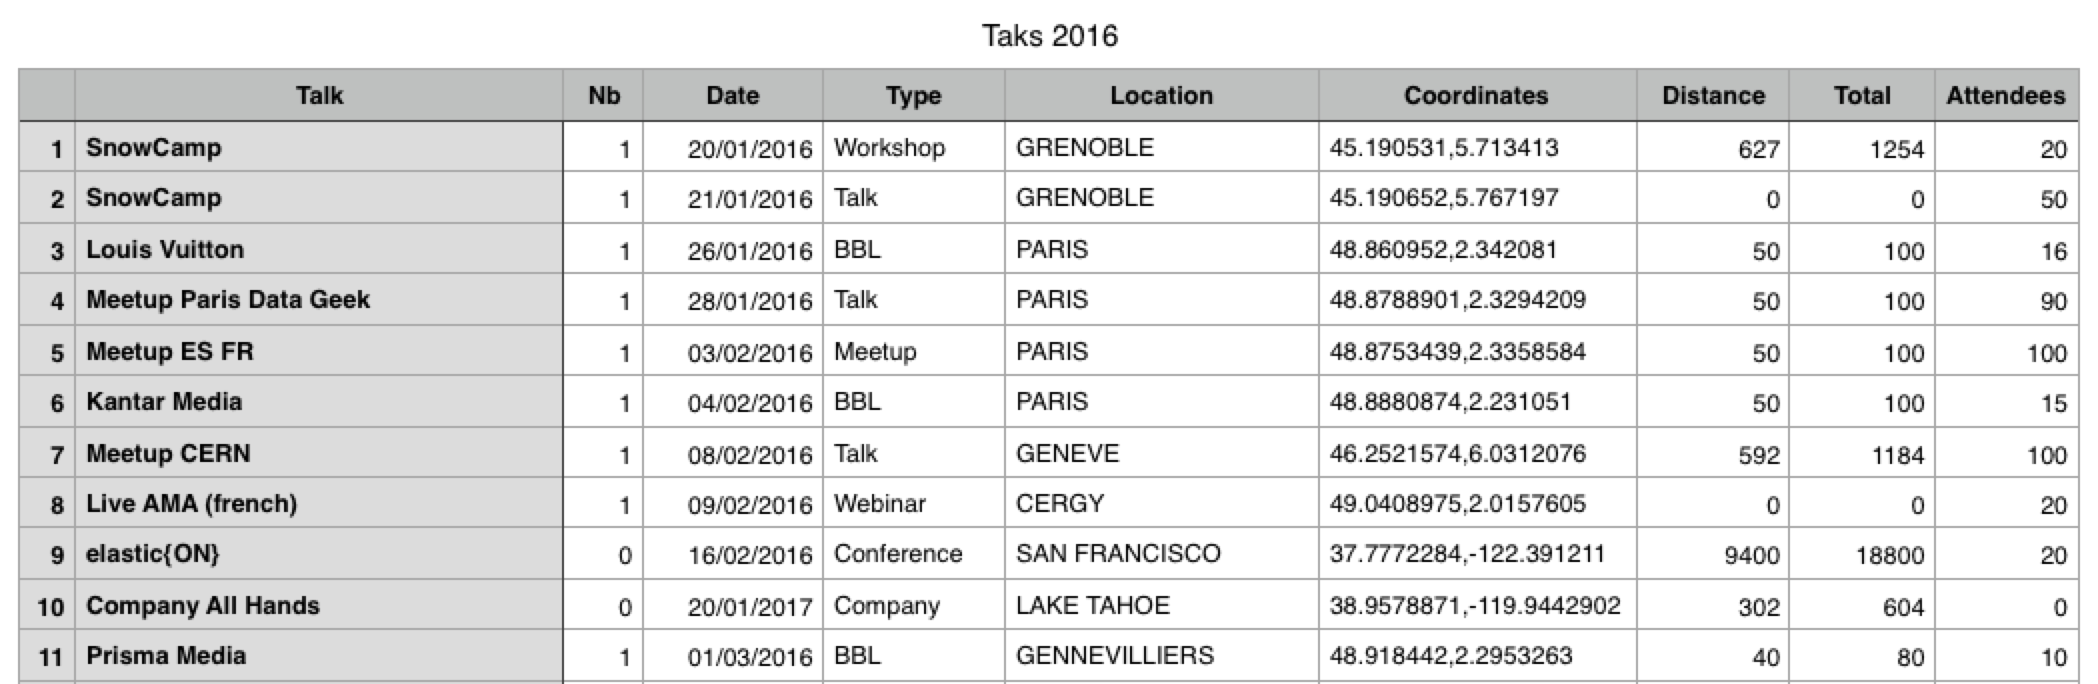 Taks 2016
Talk Nb Date Type Location Coordinates Distance Total Attendees
1 SnowCamp 1 20/01/2016 Workshop GRENOBLE 45.190531,5.713413 627 1254 20
2 SnowCamp 1 21/01/2016 Talk GRENOBLE 45.190652,5.767197 0 0 50
3 Louis Vuitton 1 26/01/2016 BBL PARIS 48.860952,2.342081 50 100 16
4 Meetup Paris Data Geek 1 28/01/2016 Talk PARIS 48.8788901,2.3294209 50 100 90
5 Meetup ES FR 1 03/02/2016 Meetup PARIS 48.8753439,2.3358584 50 100 100
6 Kantar Media 1 04/02/2016 BBL PARIS 48.8880874,2.231051 50 100 15
7 Meetup CERN 1 08/02/2016 Talk GENEVE 46.2521574,6.0312076 592 1184 100
8 Live AMA (french) 1 09/02/2016 Webinar CERGY 49.0408975,2.0157605 0 0 20
9 elastic{ON} 0 16/02/2016 Conference SAN FRANCISCO 37.7772284,-122.391211 9400 18800 20
10 Company All Hands 0 20/01/2017 Company LAKE TAHOE 38.9578871,-119.9442902 302 604 0
11 Prisma Media 1 01/03/2016 BBL GENNEVILLIERS 48.918442,2.2953263 40 80 10